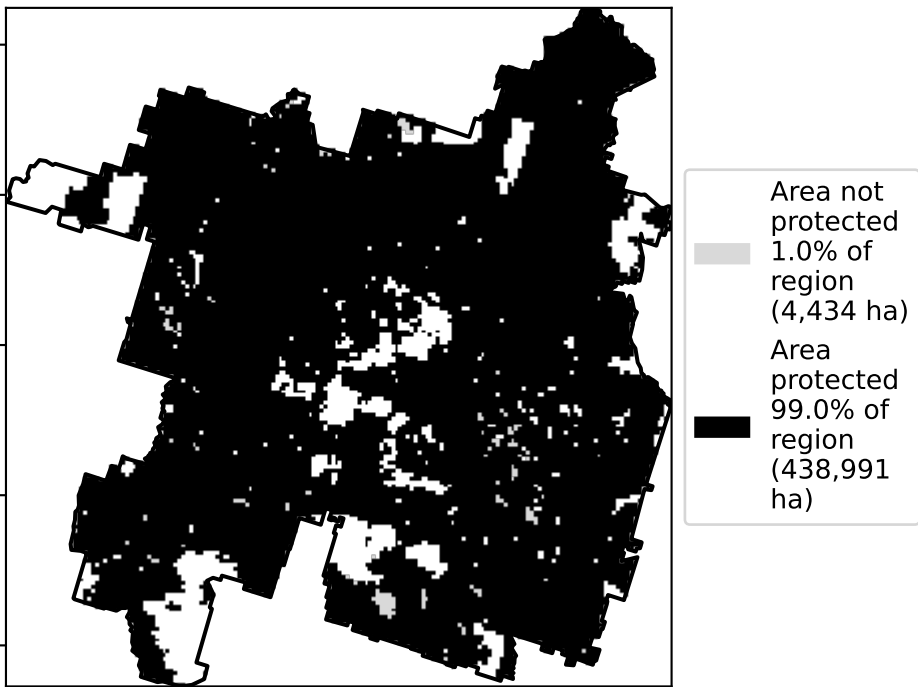 Area not
protected
1.0% of
region
(4,434 ha)
Area
protected
99.0% of
region
(438,991
ha)